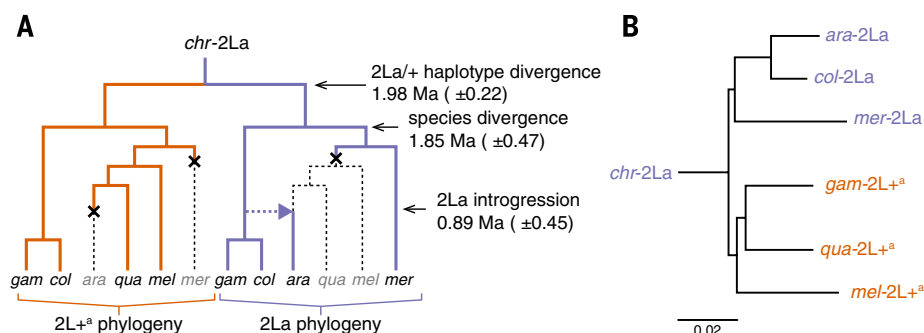 A
chr-2La
2La/+ haplotype divergence
1.98 Ma ( ±0.22)
species divergence
1.85 Ma ( ±0.47)
2La introgression
0.89 Ma ( ±0.45)
gam col ara qua mel mer
gam col ara qua mel mer
2L+ª phylogeny
2La phylogeny
B
ara-2La
col-2La
mer-2La
chr-2La
gam-2L+ª
qua-2L+ª
mel-2L+ª
0.02